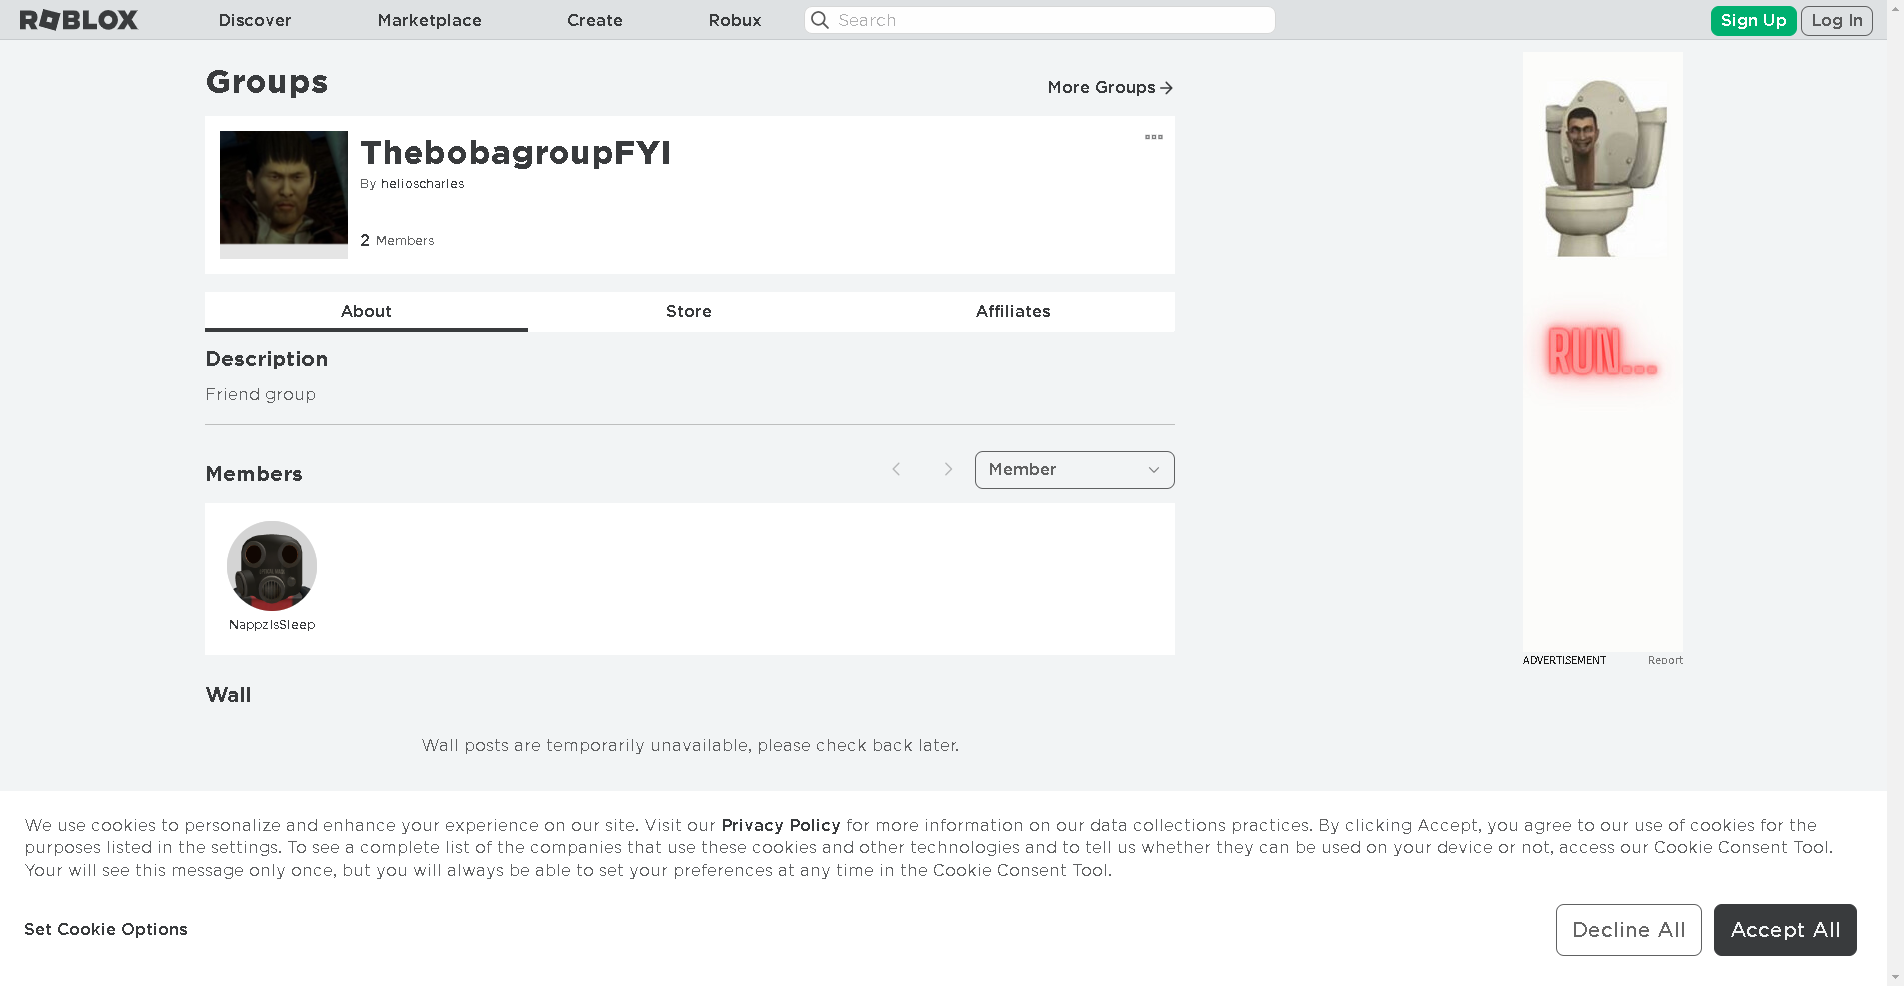 ROBLOX Discover Marketplace Create Robux Search Sign Up Log In
Groups
More Groups
ThebobagroupFYI
By helioscharles
2 Members
About Store Affiliates
Description
Friend group
Members
Member
NappzIsSleep
Wall
Wall posts are temporarily unavailable, please check back later.
RUN...
ADVERTISEMENT Report
We use cookies to personalize and enhance your experience on our site. Visit our Privacy Policy for more information on our data collections practices. By clicking Accept, you agree to our use of cookies for the
purposes listed in the settings. To see a complete list of the companies that use these cookies and other technologies and to tell us whether they can be used on your device or not, access our Cookie Consent Tool.
Your will see this message only once, but you will always be able to set your preferences at any time in the Cookie Consent Tool.
Set Cookie Options
Decline All Accept All